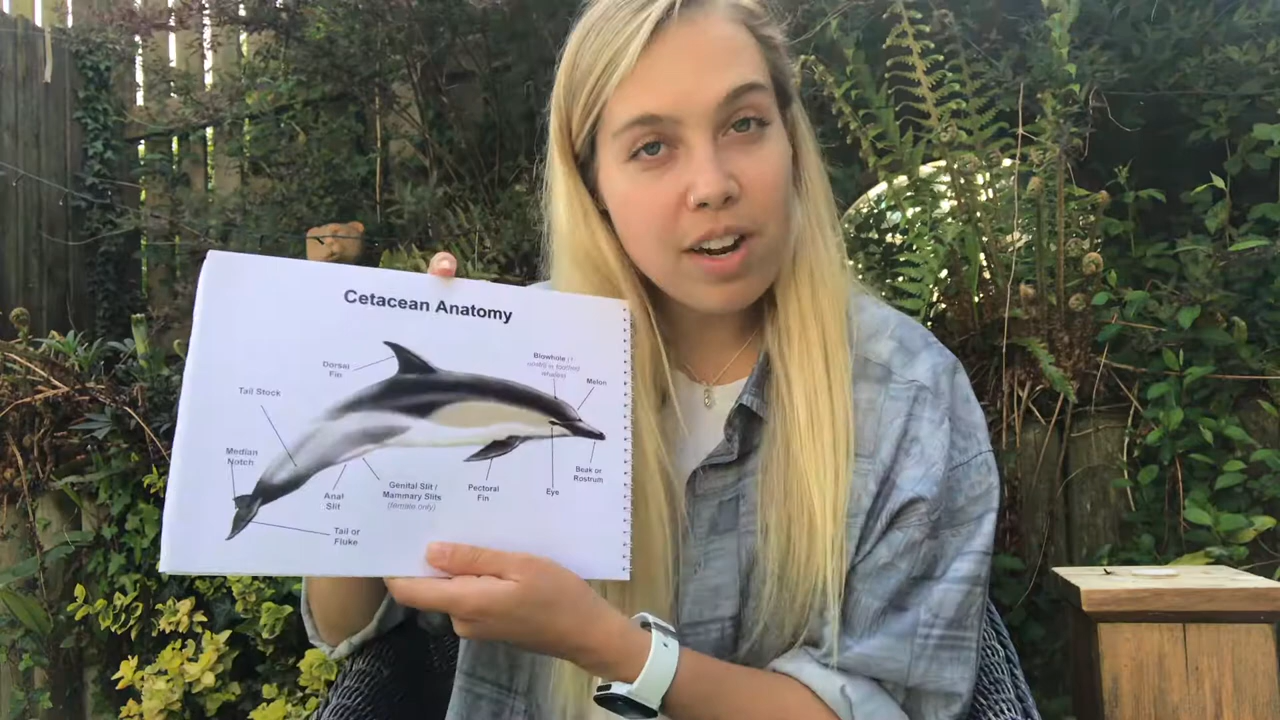 Cetacean Anatomy
Dorsal
Fin
Blowhole (1
Melon
Tail Stock
Median
Notch
Anal
Slit
Genital Slit /
Mammary Slits
(female only)
Pectoral
Fin
Eye
Beak or
Rostrum
Tail or
Fluke